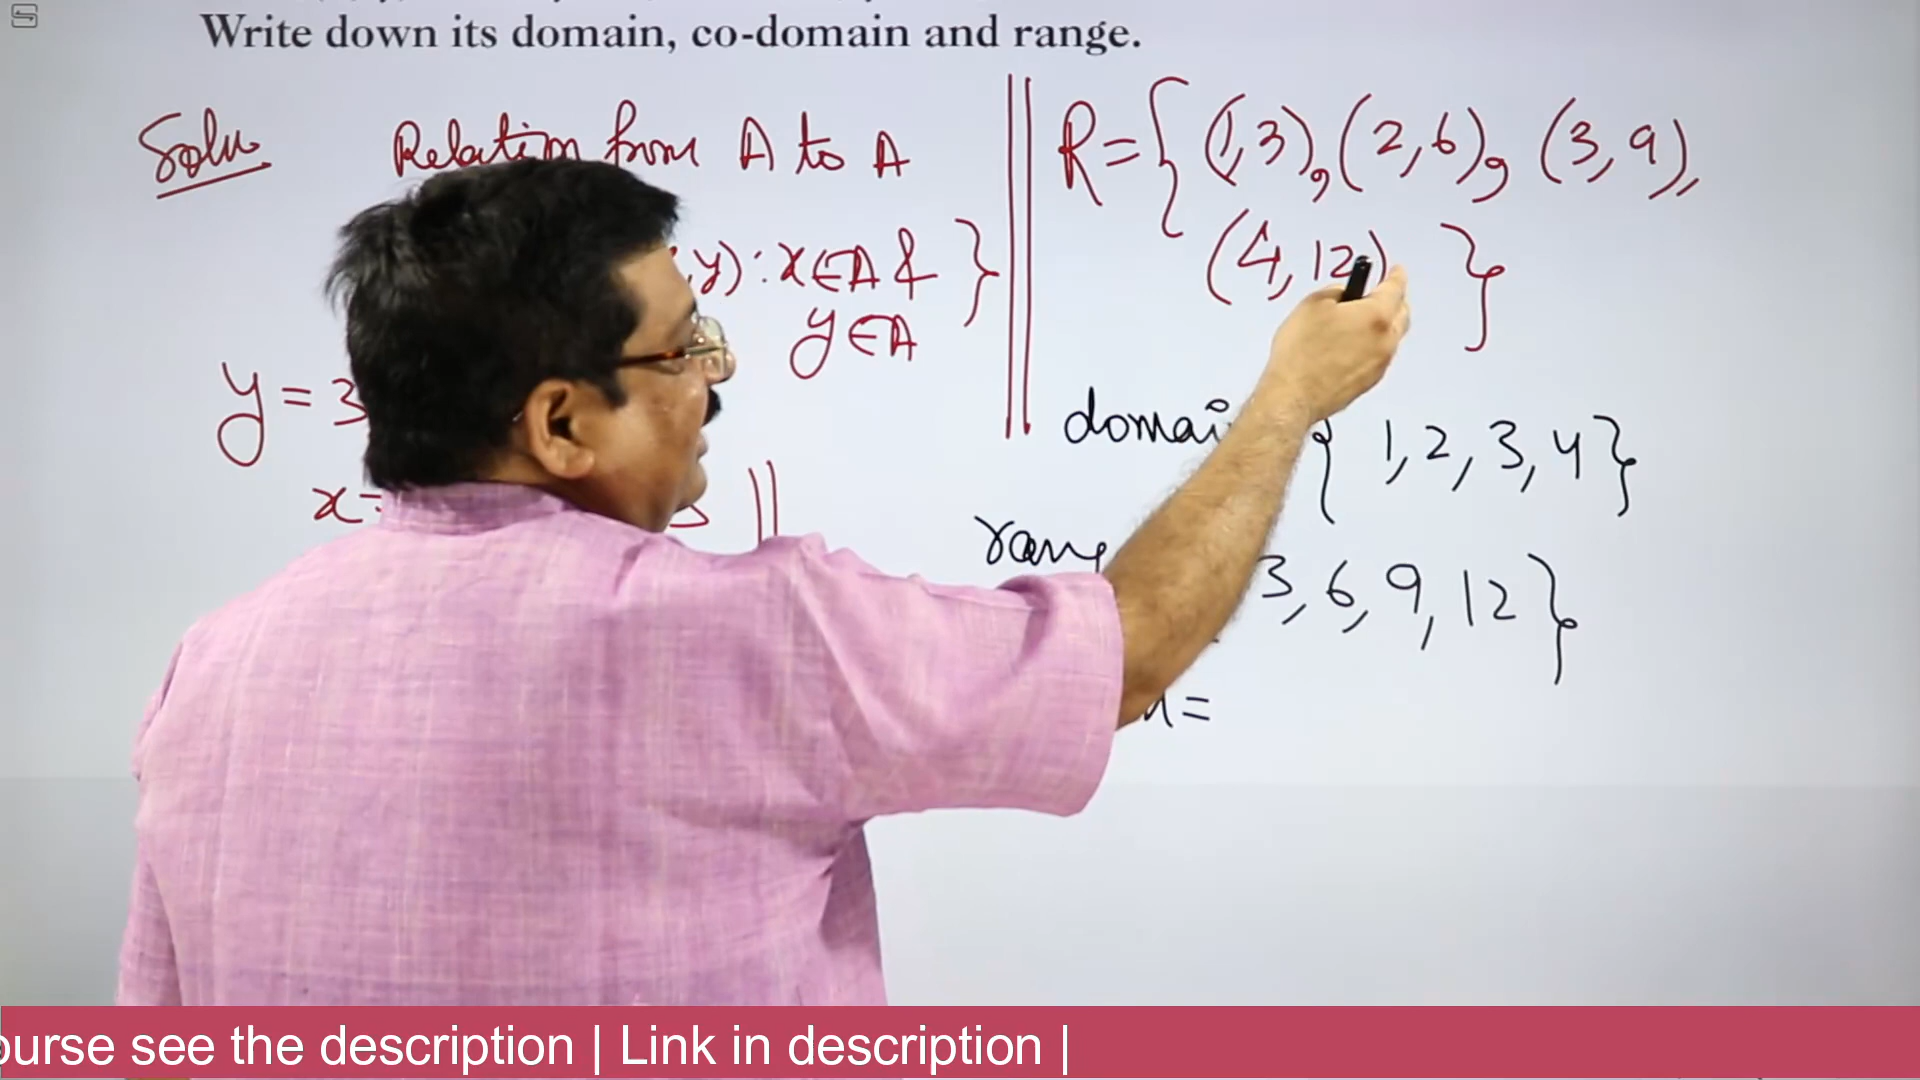 Write down its domain, co-domain and range.
Soln Relation from A to A
,y) : x∈A & }
y∈A
y = 3
x=
R = { (1,3), (2,6), (3,9),
(4,12) }
domai { 1, 2, 3, 4 }
rang 3, 6, 9, 12 }
=
ourse see the description | Link in description |